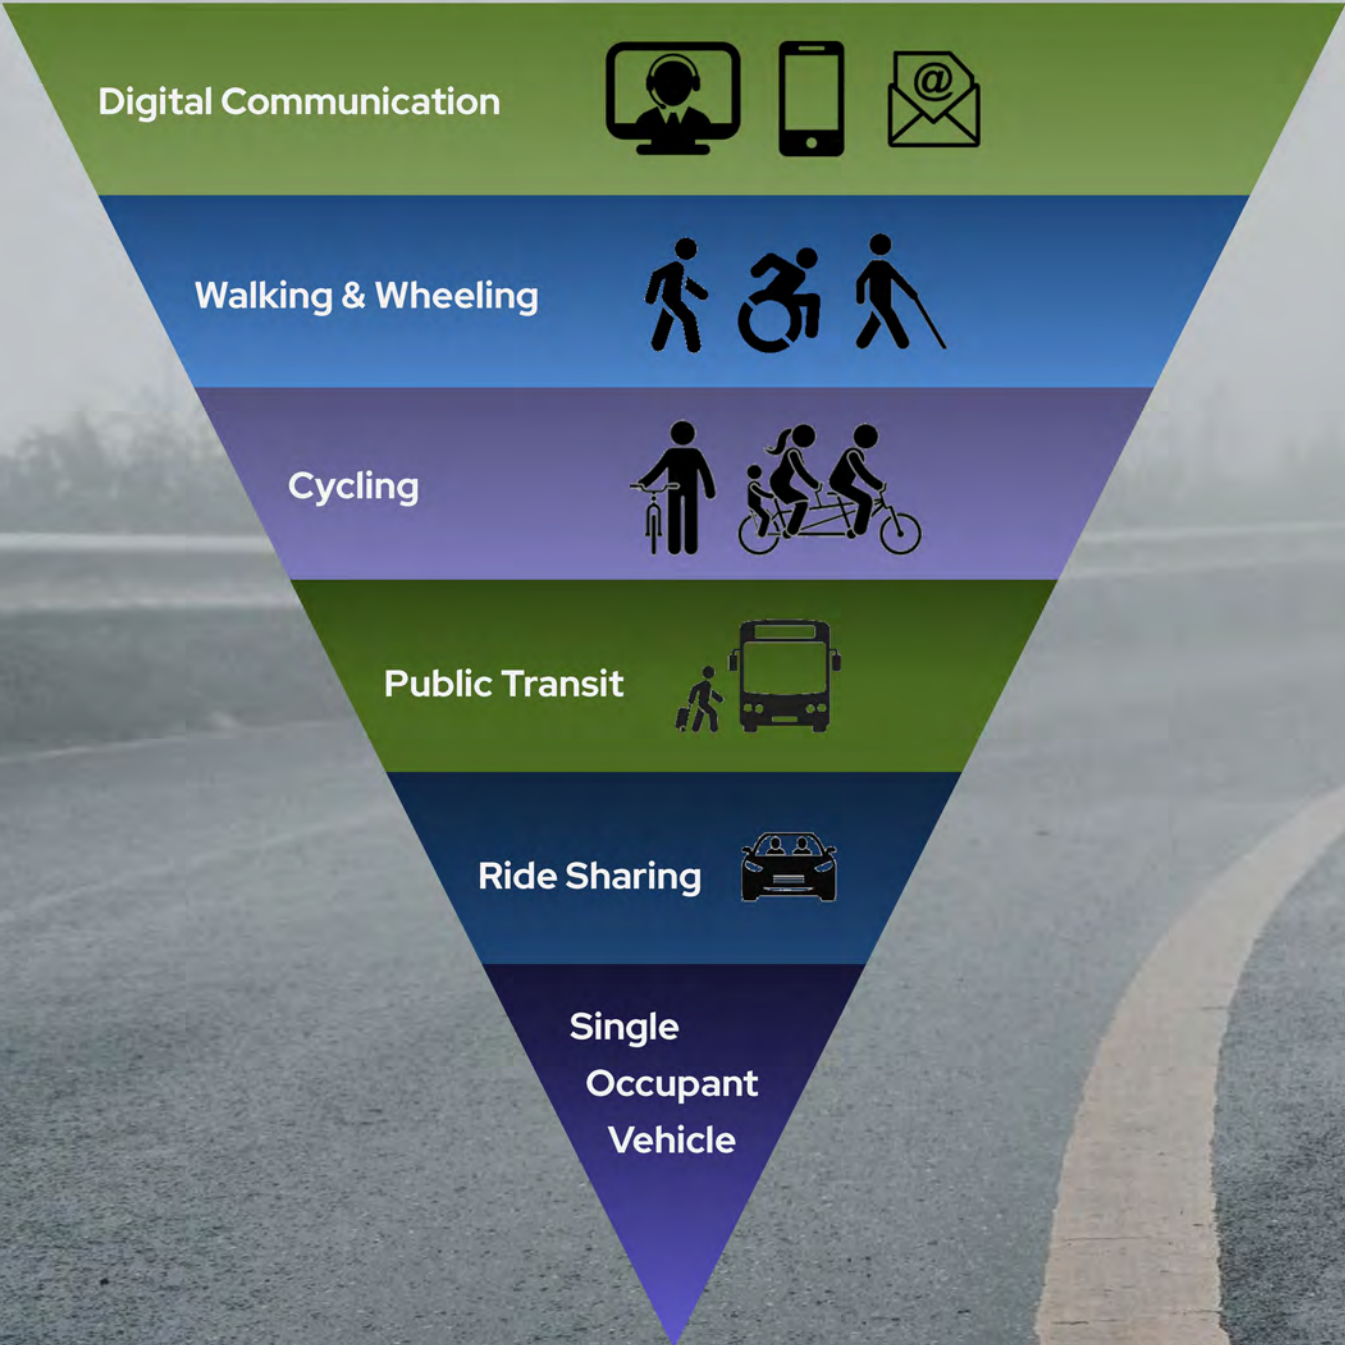 Digital Communication
@
Walking & Wheeling
Cycling
Public Transit
Ride Sharing
Single
Occupant
Vehicle